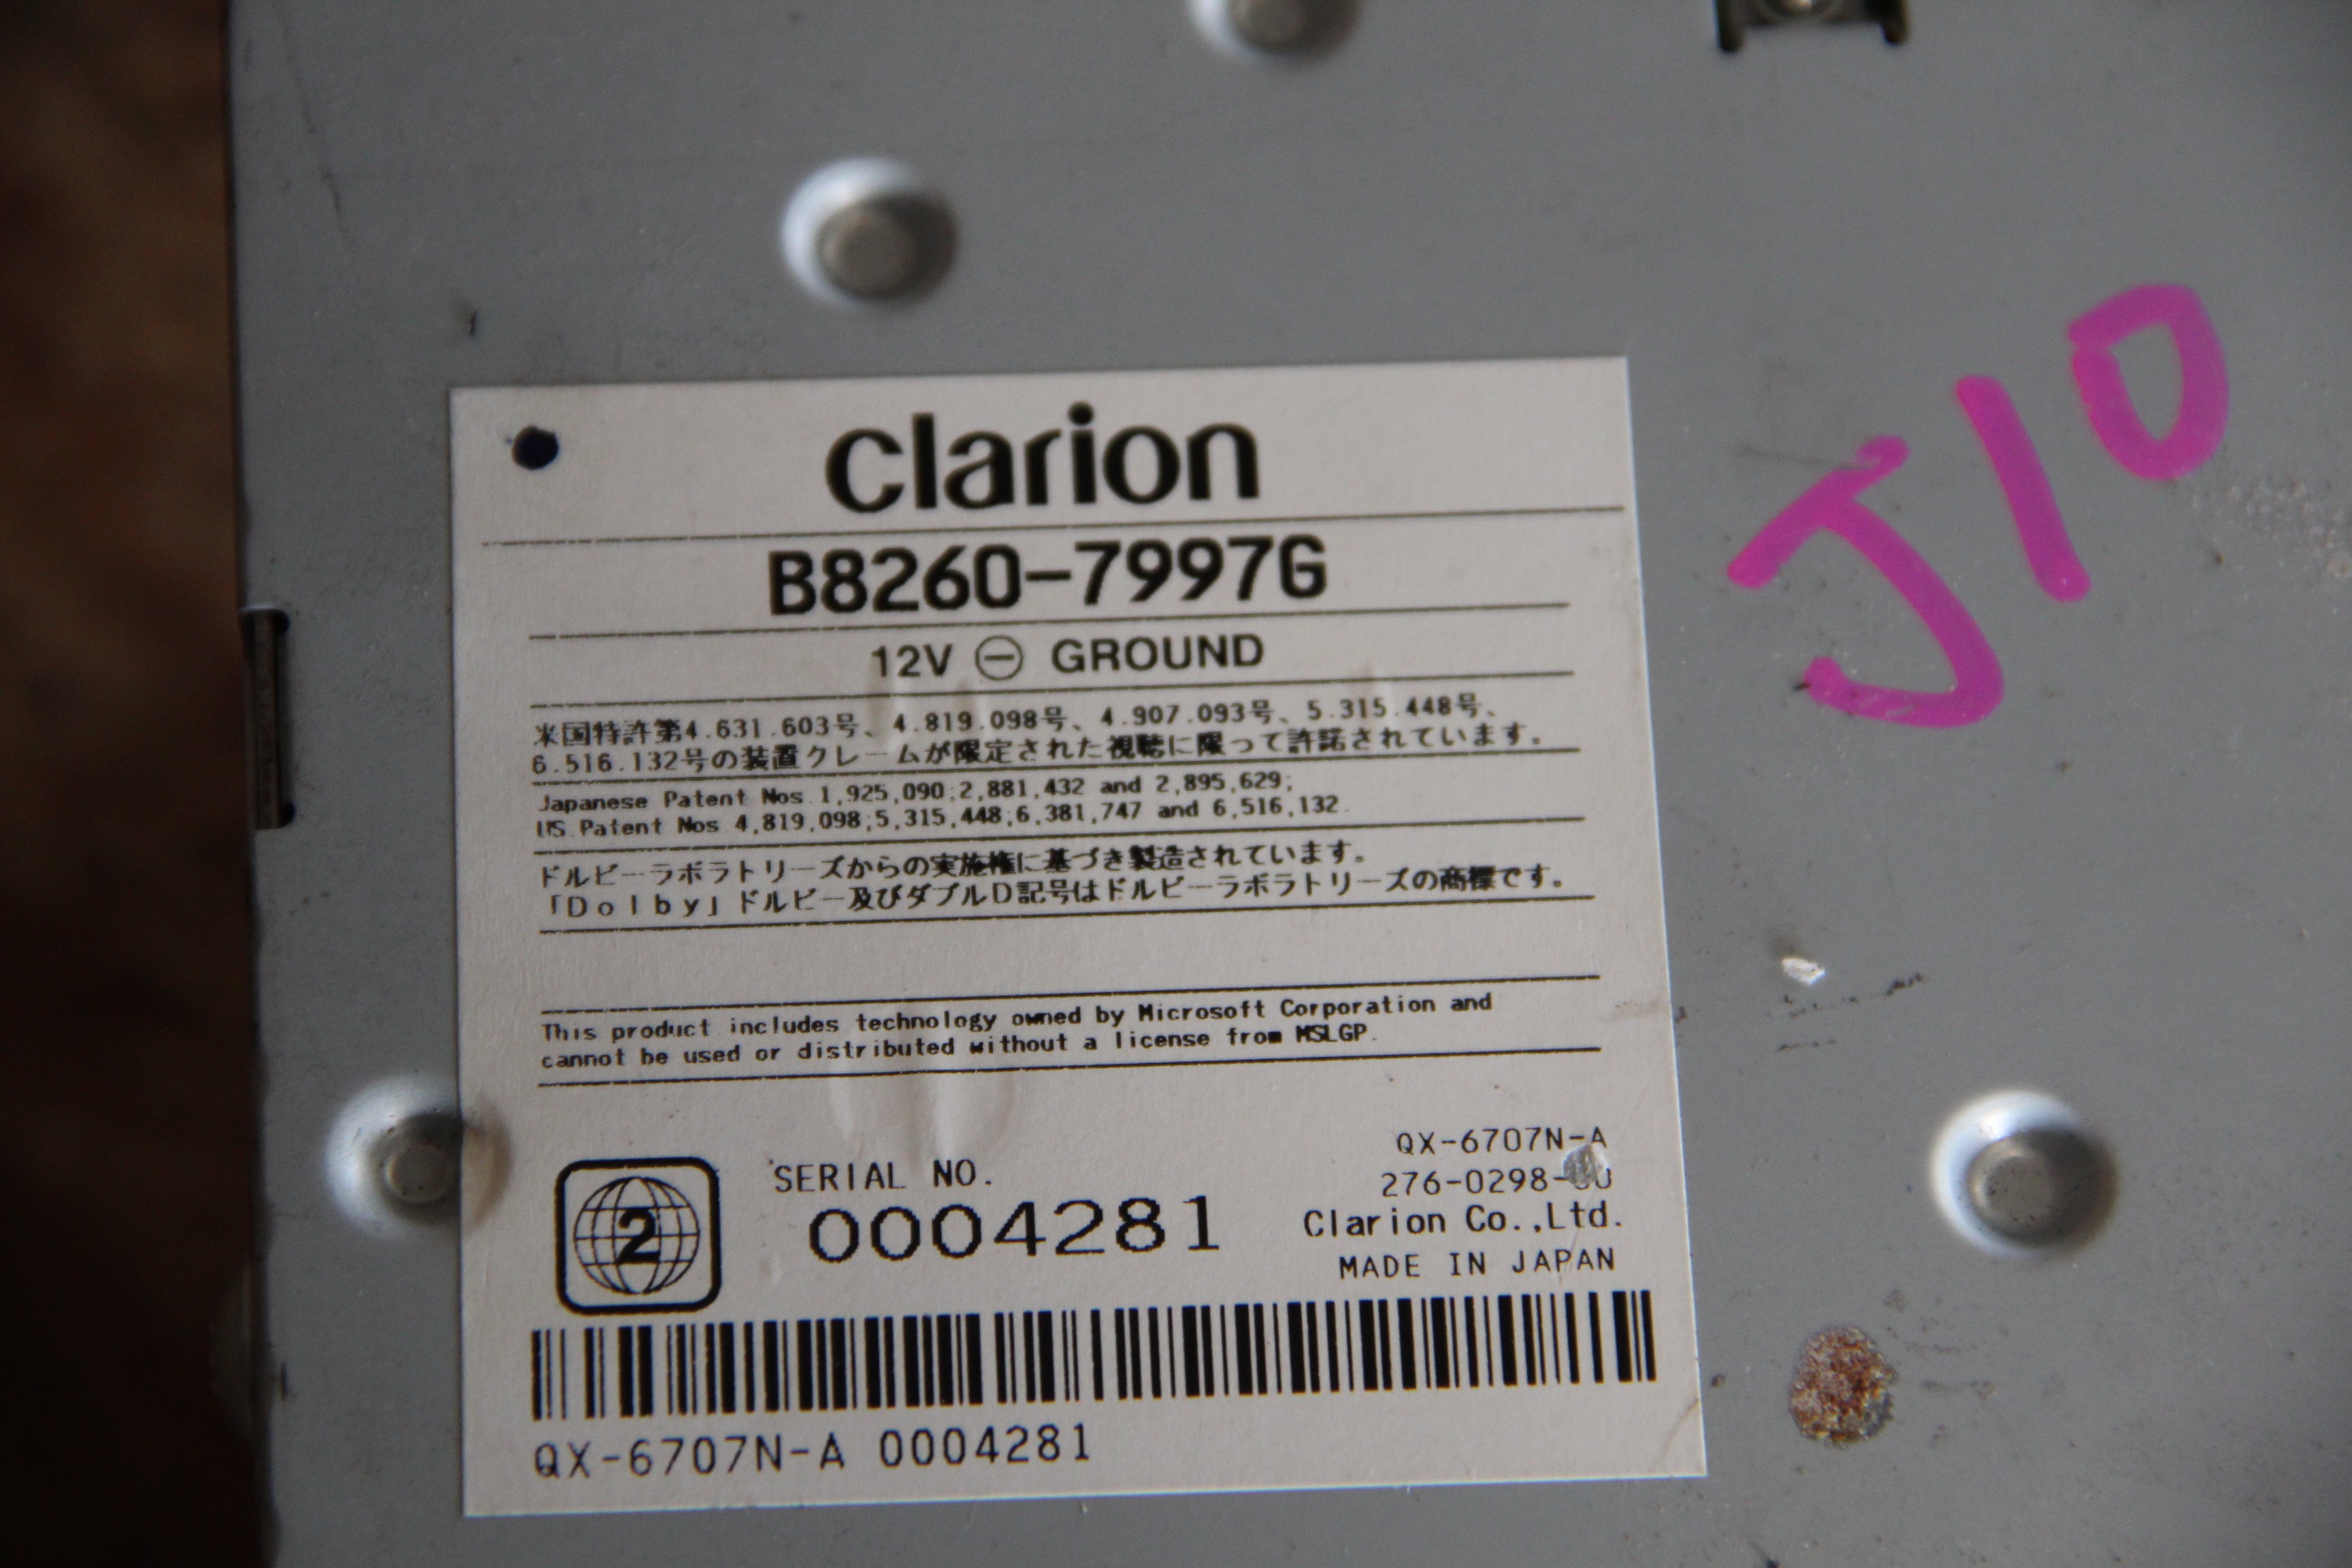 clarion
B8260-7997G
12V ⊖ GROUND
米国特許第4.631.603号、4.819.098号、4.907.093号、5.315.448号、
6.516.132号の装置クレームが限定された視聴に限って許諾されています。
Japanese Patent Nos.1,925,090;2,881,432 and 2,895,629;
US Patent Nos.4,819,098;5,315,448;6,381,747 and 6,516,132.
ドルビーラボラトリーズからの実施権に基づき製造されています。
「Dolby」ドルビー及びダブルD記号はドルビーラボラトリーズの商標です。
This product includes technology owned by Microsoft Corporation and
cannot be used or distributed without a license from MSLGP.
2
SERIAL NO.
0004281
QX-6707N-A
Clarion Co.,Ltd.
MADE IN JAPAN
QX-6707N-A 0004281
J10